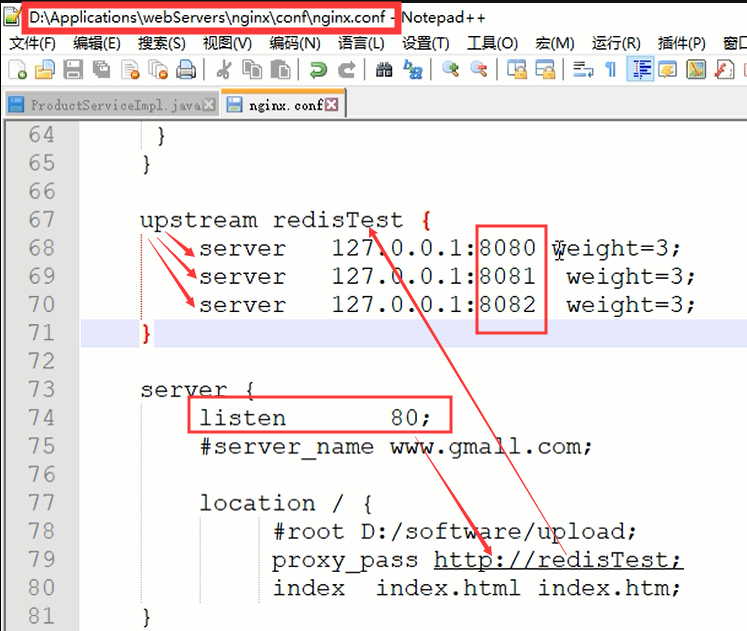 D:\Applications\webServers\nginx\conf\nginx.conf - Notepad++
文件(F) 编辑(E) 搜索(S) 视图(V) 编码(N) 语言(L) 设置(T) 工具(O) 宏(M) 运行(R) 插件(P) 窗口
ProductServiceImpl.java nginx.conf
64 }
65 }
66
67 upstream redisTest {
68 server 127.0.0.1:8080 weight=3;
69 server 127.0.0.1:8081 weight=3;
70 server 127.0.0.1:8082 weight=3;
71 }
72
73 server {
74 listen 80;
75 #server_name www.gmall.com;
76
77 location / {
78 #root D:/software/upload;
79 proxy_pass http://redisTest;
80 index index.html index.htm;
81 }